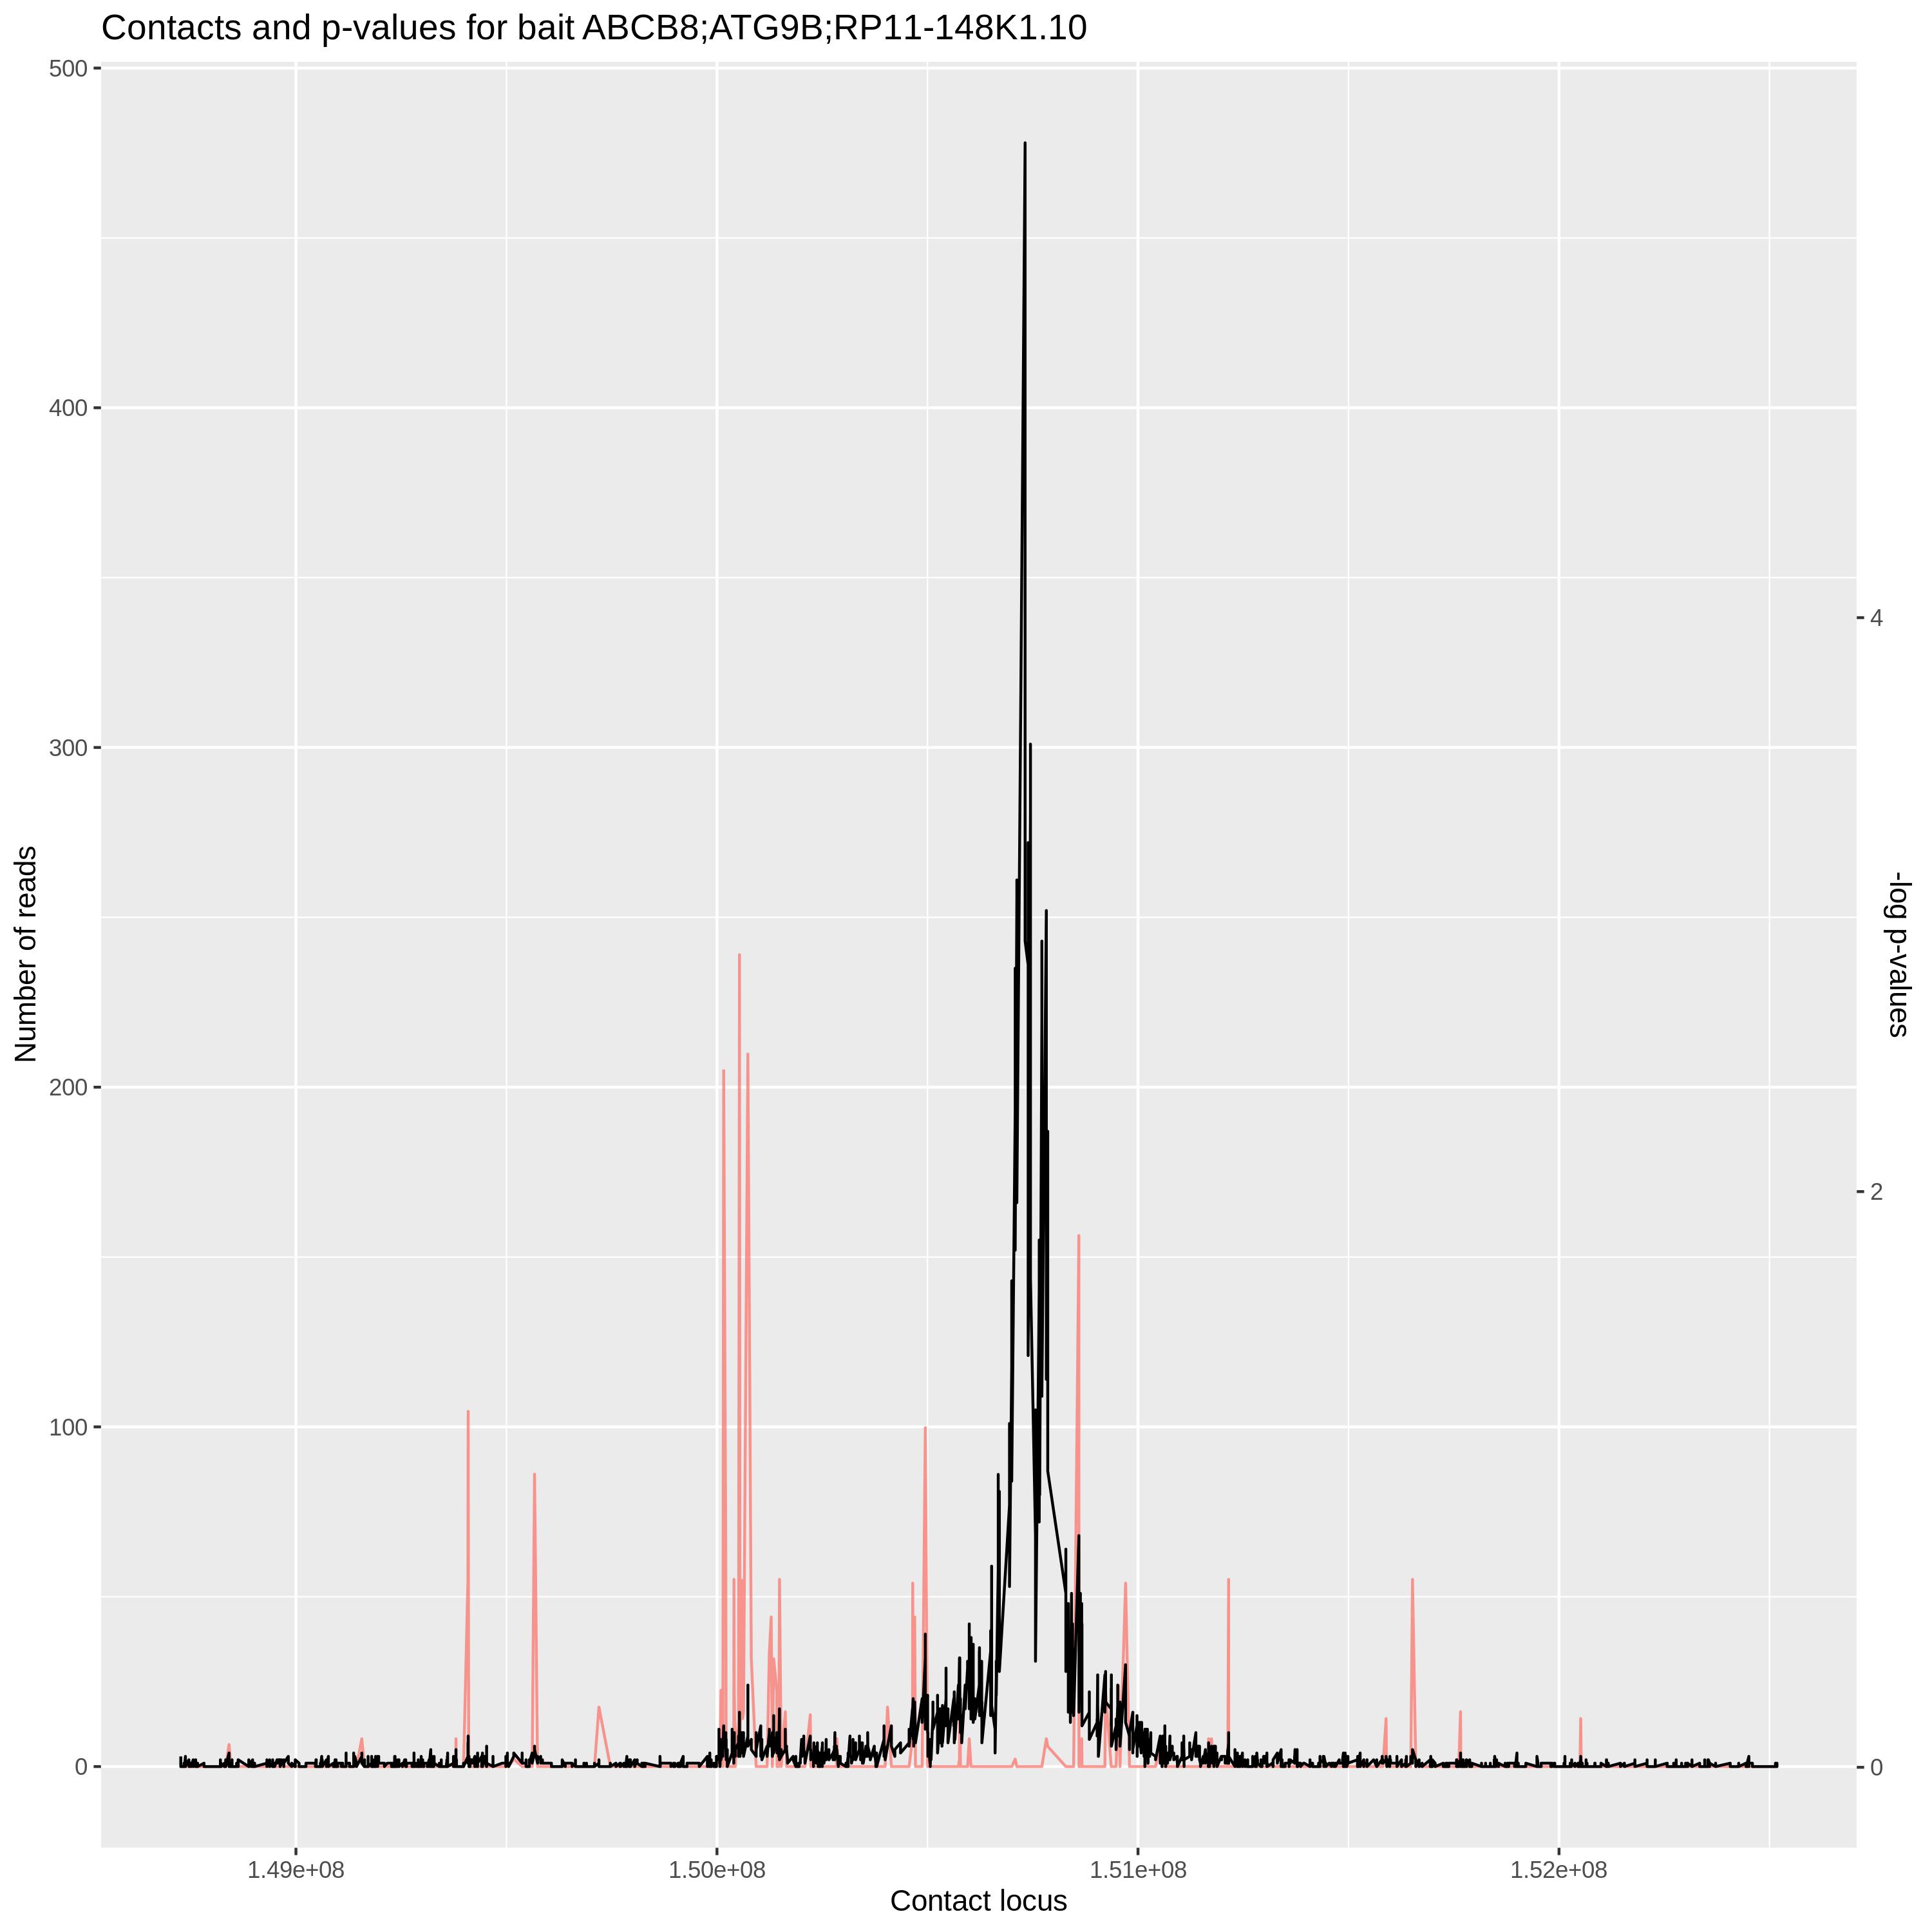 Contacts and p-values for bait ABCB8;ATG9B;RP11-148K1.10
500
400
300
200
100
0
Number of reads
4
2
0
-log p-values
1.49e+08
1.50e+08
1.51e+08
1.52e+08
Contact locus